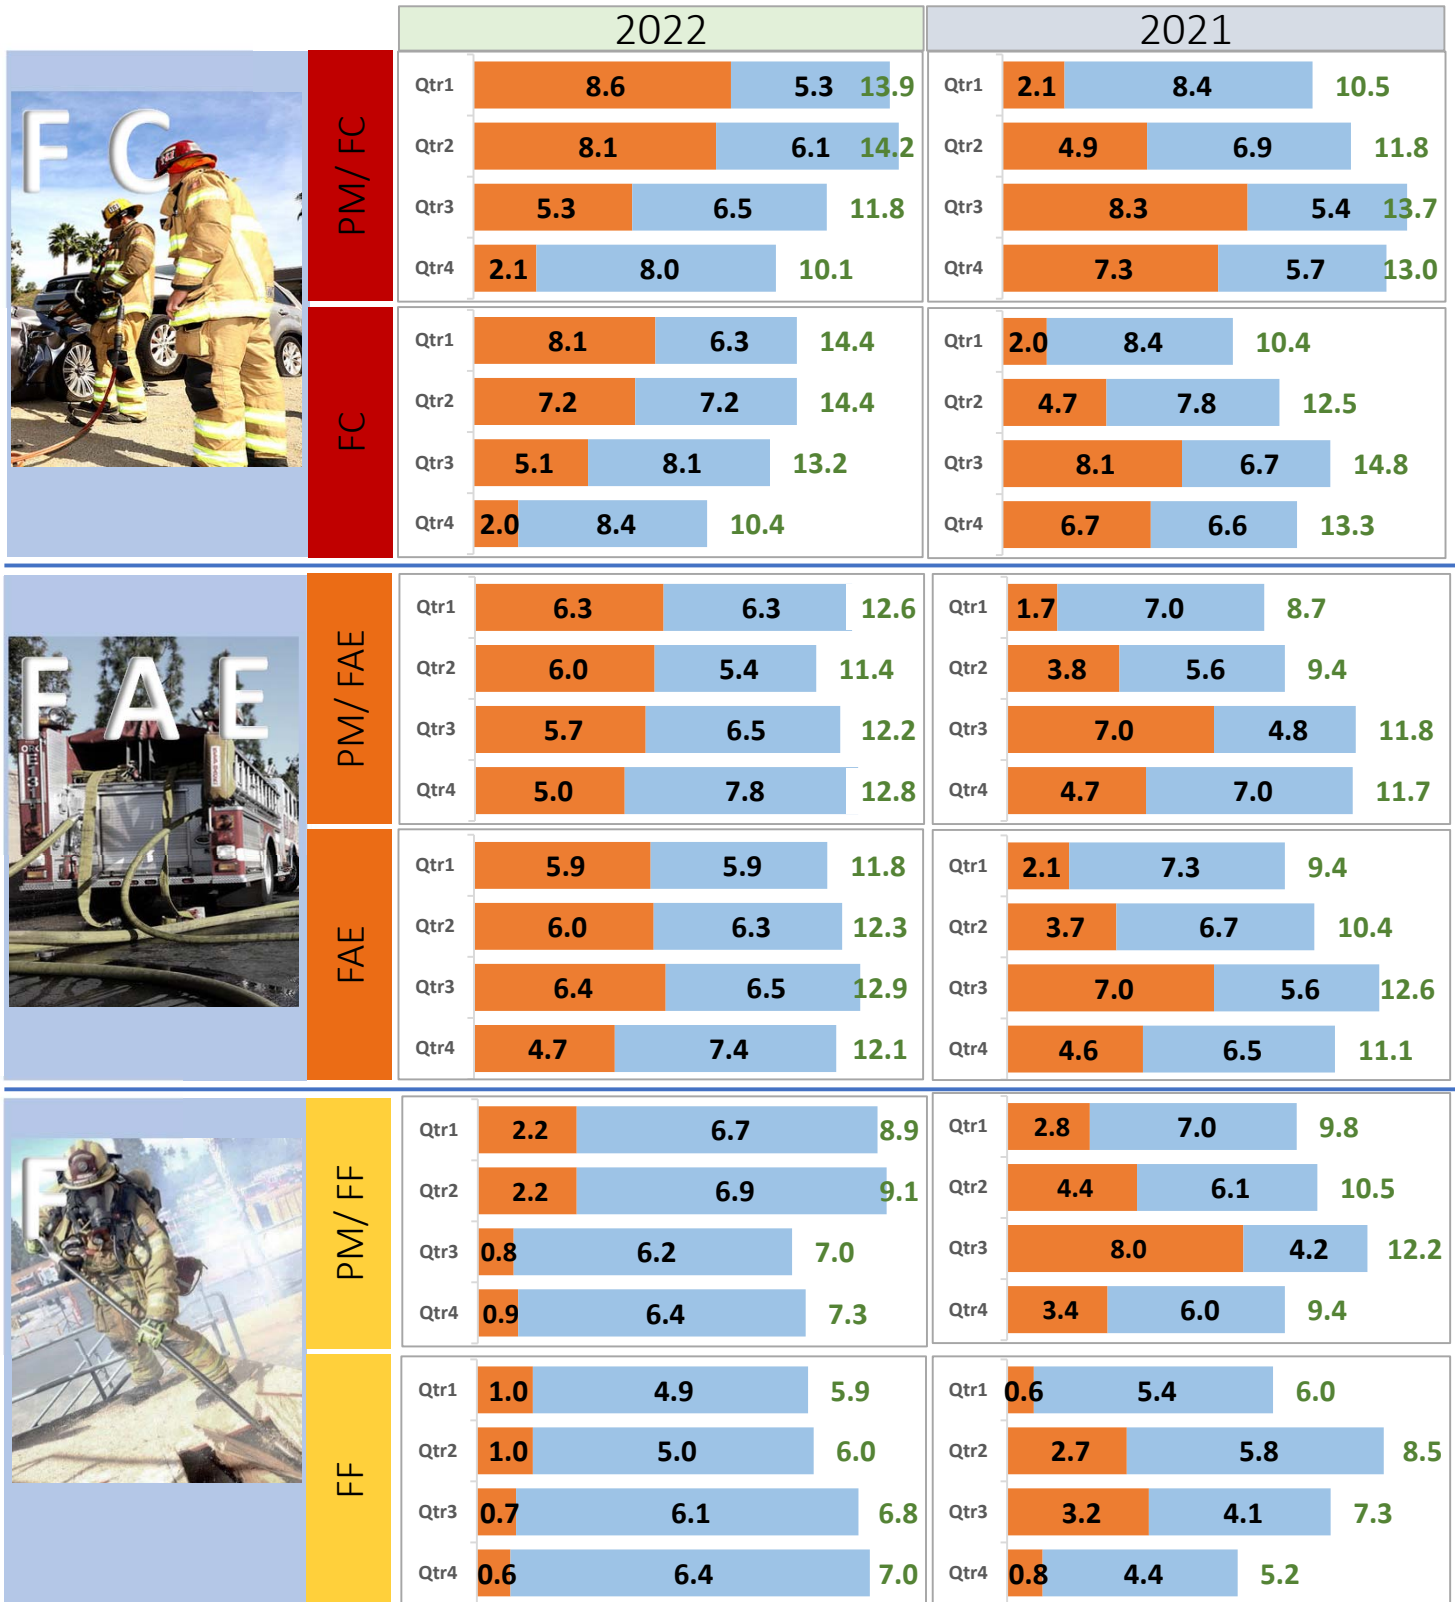 2022 2021
FC
PM/ FC
Qtr1 8.6 5.3 13.9
Qtr2 8.1 6.1 14.2
Qtr3 5.3 6.5 11.8
Qtr4 2.1 8.0 10.1
Qtr1 2.1 8.4 10.5
Qtr2 4.9 6.9 11.8
Qtr3 8.3 5.4 13.7
Qtr4 7.3 5.7 13.0
FC
Qtr1 8.1 6.3 14.4
Qtr2 7.2 7.2 14.4
Qtr3 5.1 8.1 13.2
Qtr4 2.0 8.4 10.4
Qtr1 2.0 8.4 10.4
Qtr2 4.7 7.8 12.5
Qtr3 8.1 6.7 14.8
Qtr4 6.7 6.6 13.3
FAE
PM/ FAE
Qtr1 6.3 6.3 12.6
Qtr2 6.0 5.4 11.4
Qtr3 5.7 6.5 12.2
Qtr4 5.0 7.8 12.8
Qtr1 1.7 7.0 8.7
Qtr2 3.8 5.6 9.4
Qtr3 7.0 4.8 11.8
Qtr4 4.7 7.0 11.7
FAE
Qtr1 5.9 5.9 11.8
Qtr2 6.0 6.3 12.3
Qtr3 6.4 6.5 12.9
Qtr4 4.7 7.4 12.1
Qtr1 2.1 7.3 9.4
Qtr2 3.7 6.7 10.4
Qtr3 7.0 5.6 12.6
Qtr4 4.6 6.5 11.1
F
PM/ FF
Qtr1 2.2 6.7 8.9
Qtr2 2.2 6.9 9.1
Qtr3 0.8 6.2 7.0
Qtr4 0.9 6.4 7.3
Qtr1 2.8 7.0 9.8
Qtr2 4.4 6.1 10.5
Qtr3 8.0 4.2 12.2
Qtr4 3.4 6.0 9.4
FF
Qtr1 1.0 4.9 5.9
Qtr2 1.0 5.0 6.0
Qtr3 0.7 6.1 6.8
Qtr4 0.6 6.4 7.0
Qtr1 0.6 5.4 6.0
Qtr2 2.7 5.8 8.5
Qtr3 3.2 4.1 7.3
Qtr4 0.8 4.4 5.2